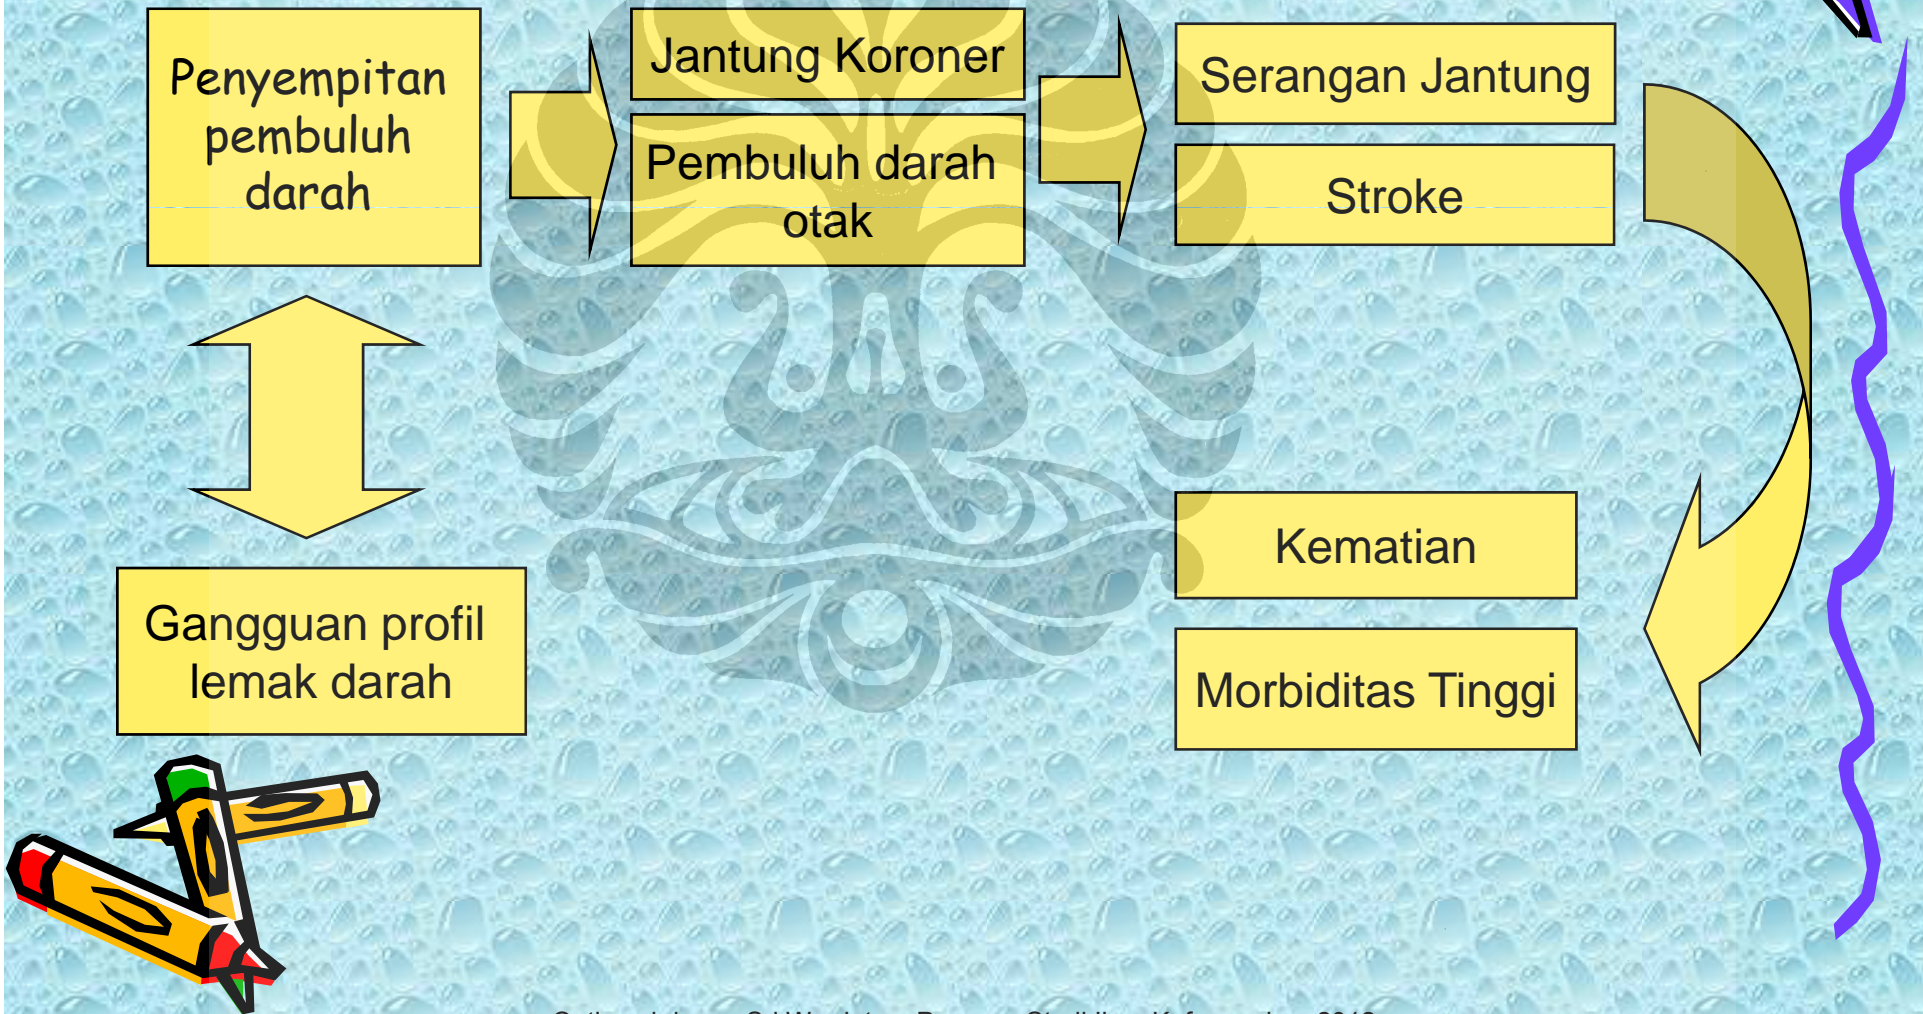 Penyempitan
pembuluh
darah
Jantung Koroner
Pembuluh darah
otak
Serangan Jantung
Stroke
Gangguan profil
lemak darah
Kematian
Morbiditas Tinggi